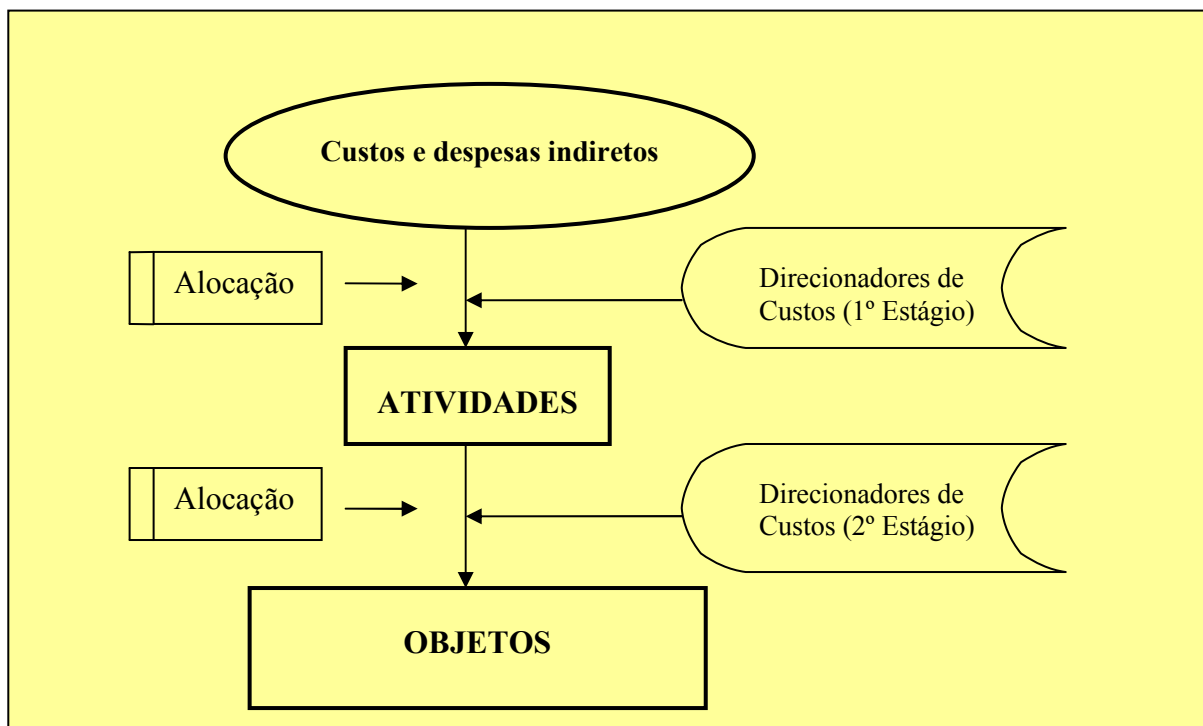 Custos e despesas indiretos
Alocação
Direcionadores de
Custos (1º Estágio)
ATIVIDADES
Alocação
Direcionadores de
Custos (2º Estágio)
OBJETOS